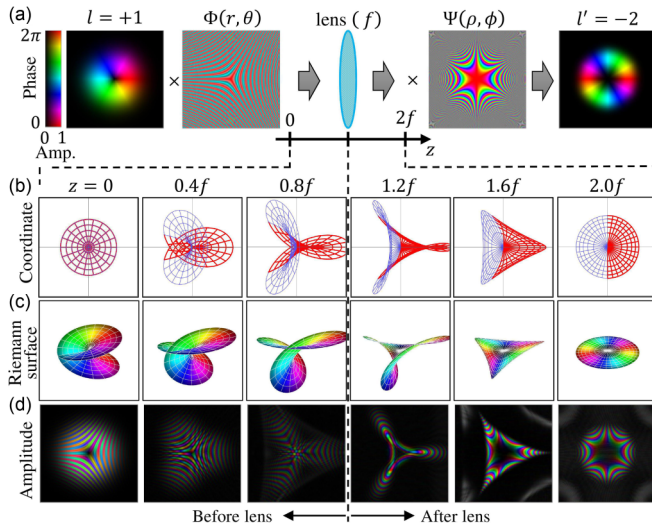 (a) l = +1 Φ(r, θ) lens (f) Ψ(ρ, ϕ) l′ = −2
2π
Phase
0
0 1
Amp.
× ×
0 2f
z
(b) z = 0 0.4f 0.8f 1.2f 1.6f 2.0f
Coordinate
(c)
Riemann
surface
(d)
Amplitude
Before lens After lens